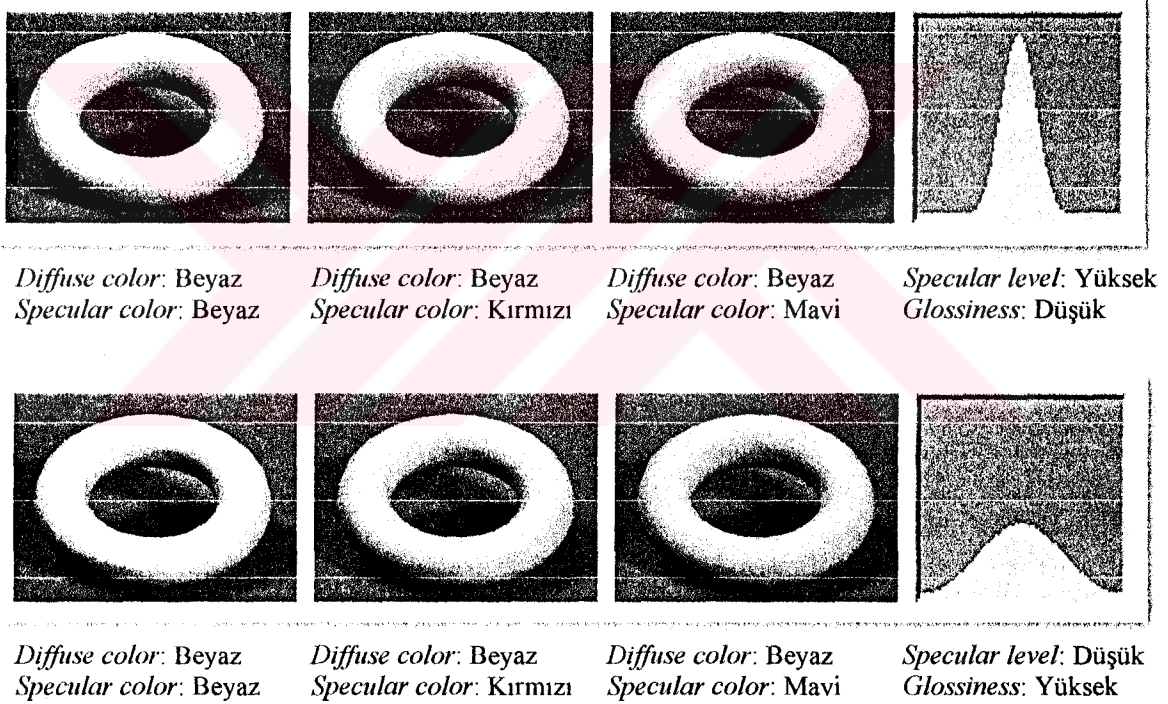 Diffuse color: Beyaz
Specular color: Beyaz
Diffuse color: Beyaz
Specular color: Kırmızı
Diffuse color: Beyaz
Specular color: Mavi
Specular level: Yüksek
Glossiness: Düşük
Diffuse color: Beyaz
Specular color: Beyaz
Diffuse color: Beyaz
Specular color: Kırmızı
Diffuse color: Beyaz
Specular color: Mavi
Specular level: Düşük
Glossiness: Yüksek